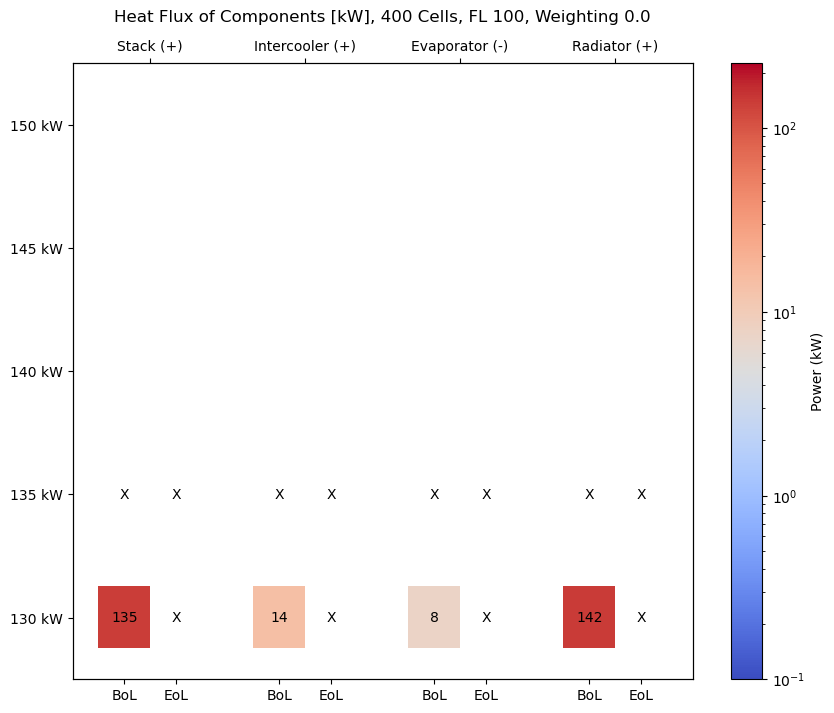 Heat Flux of Components [kW], 400 Cells, FL 100, Weighting 0.0
Stack (+) Intercooler (+) Evaporator (-) Radiator (+)
150 kW
145 kW
140 kW
135 kW X X X X X X X X
130 kW 135 X 14 X 8 X 142 X
BoL EoL BoL EoL BoL EoL BoL EoL
10²
10¹
10⁰
10⁻¹
Power (kW)